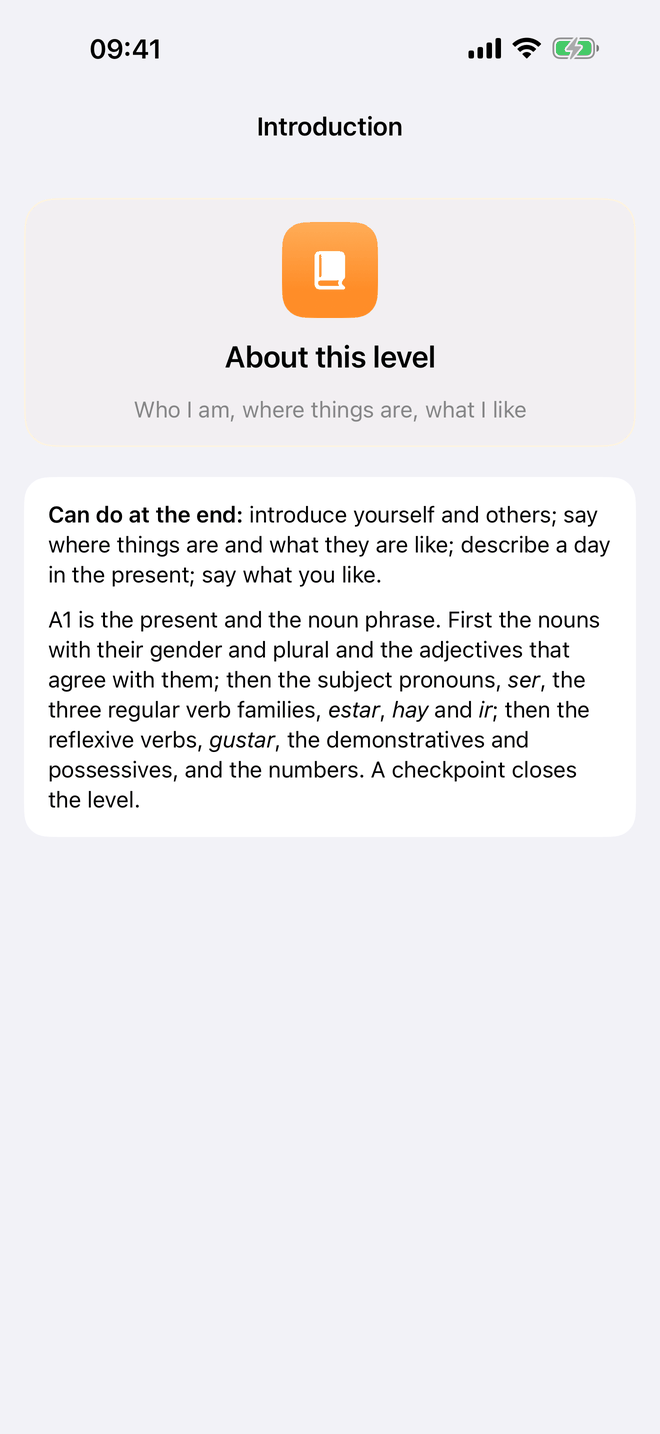 09:41
Introduction
About this level
Who I am, where things are, what I like
Can do at the end: introduce yourself and others; say
where things are and what they are like; describe a day
in the present; say what you like.
A1 is the present and the noun phrase. First the nouns
with their gender and plural and the adjectives that
agree with them; then the subject pronouns, ser, the
three regular verb families, estar, hay and ir; then the
reflexive verbs, gustar, the demonstratives and
possessives, and the numbers. A checkpoint closes
the level.